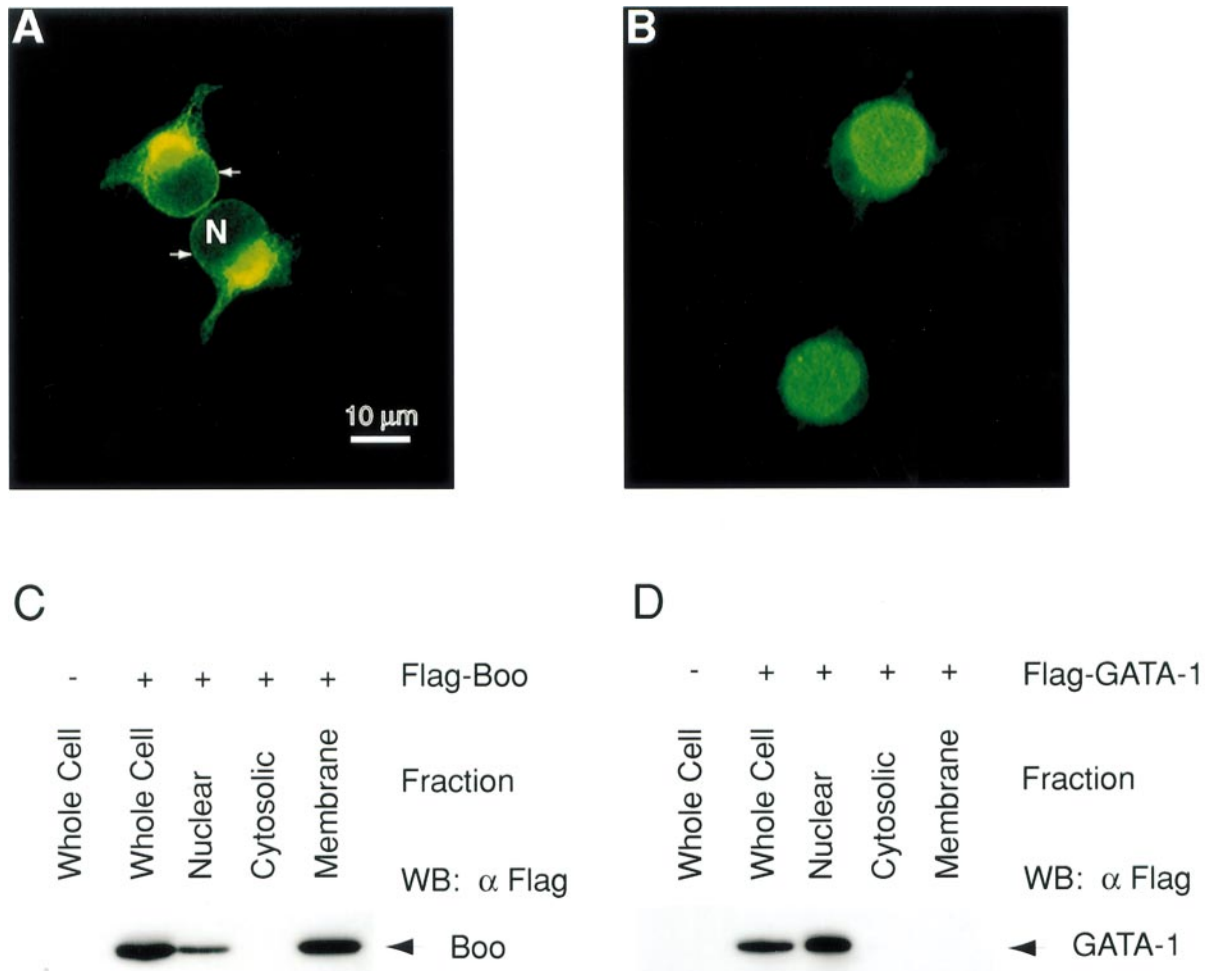 A
B
N
10 μm
C
D
- + + + + Flag-Boo
Whole Cell
Whole Cell
Nuclear
Cytosolic
Membrane
Fraction
WB: α Flag
Boo
- + + + + Flag-GATA-1
Whole Cell
Whole Cell
Nuclear
Cytosolic
Membrane
Fraction
WB: α Flag
GATA-1